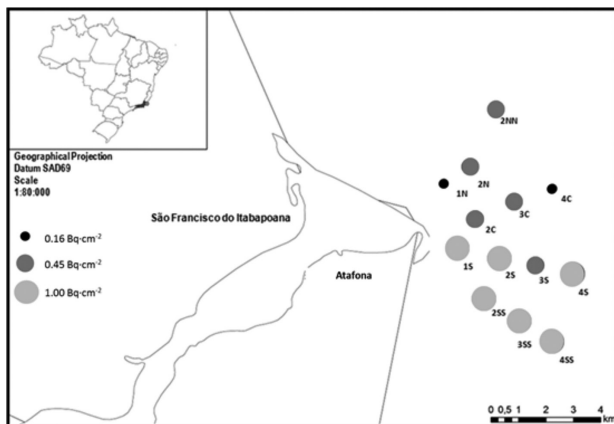 Geographical Projection
Datum SAD69
Scale
1:80:000
0.16 Bq·cm⁻²
0.45 Bq·cm⁻²
1.00 Bq·cm⁻²
São Francisco do Itabapoana
Atafona
2NN
2N
1N
4C
3C
2C
1S
2S
3S
4S
2SS
3SS
4SS
0 0,5 1 2 3 4
km